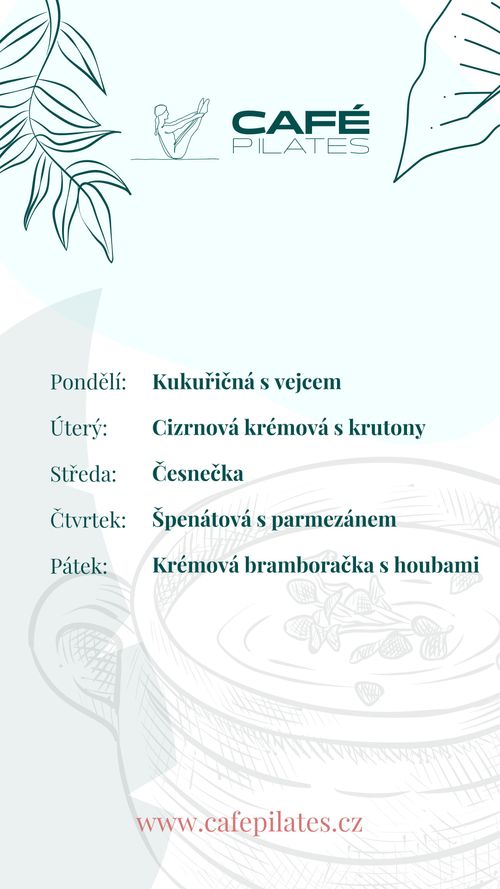 CAFÉ
PILATES
Pondělí: Kukuřičná s vejcem
Úterý: Cizrnová krémová s krutony
Středa: Česnečka
Čtvrtek: Špenátová s parmezánem
Pátek: Krémová bramboračka s houbami
www.cafepilates.cz